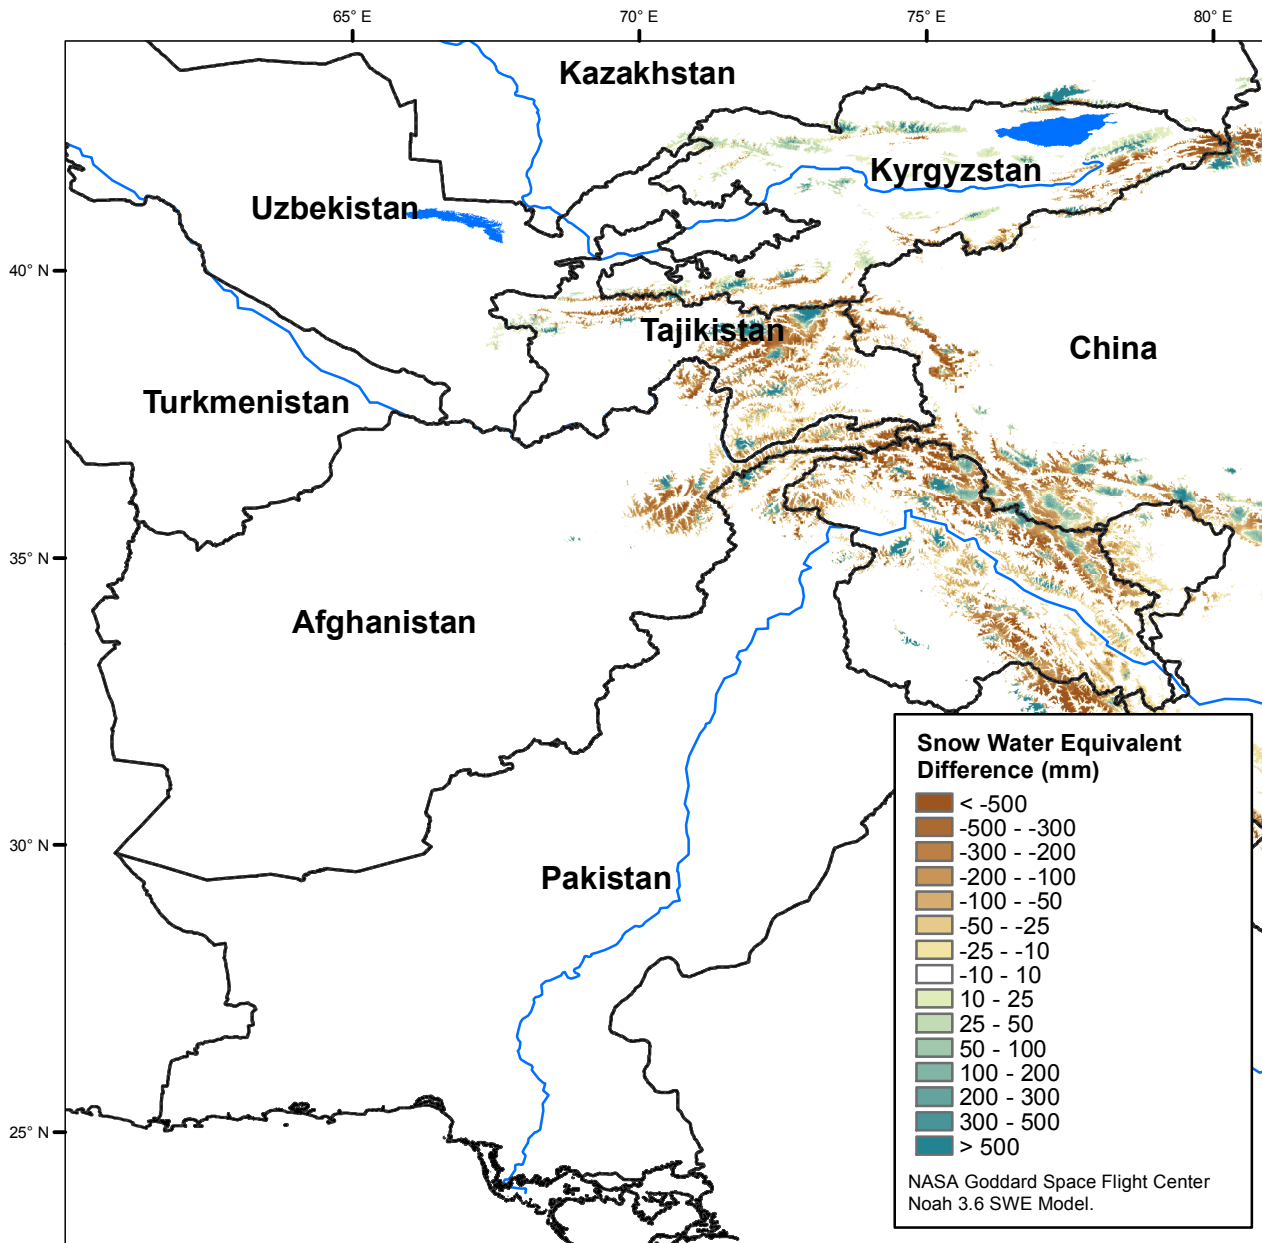 65° E
70° E
75° E
80° E
Kazakhstan
Kyrgyzstan
Uzbekistan
40° N
Tajikistan
China
Turkmenistan
35° N
Afghanistan
30° N
Pakistan
25° N
Snow Water Equivalent
Difference (mm)
< -500
-500 - -300
-300 - -200
-200 - -100
-100 - -50
-50 - -25
-25 - -10
-10 - 10
10 - 25
25 - 50
50 - 100
100 - 200
200 - 300
300 - 500
> 500
NASA Goddard Space Flight Center
Noah 3.6 SWE Model.